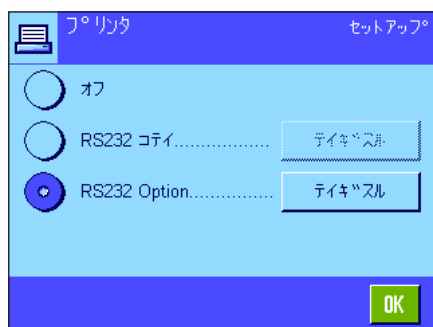 プリンタ
セットアップ
オフ
RS232 コテイ................. テイギスル
RS232 Option............... テイギスル
OK